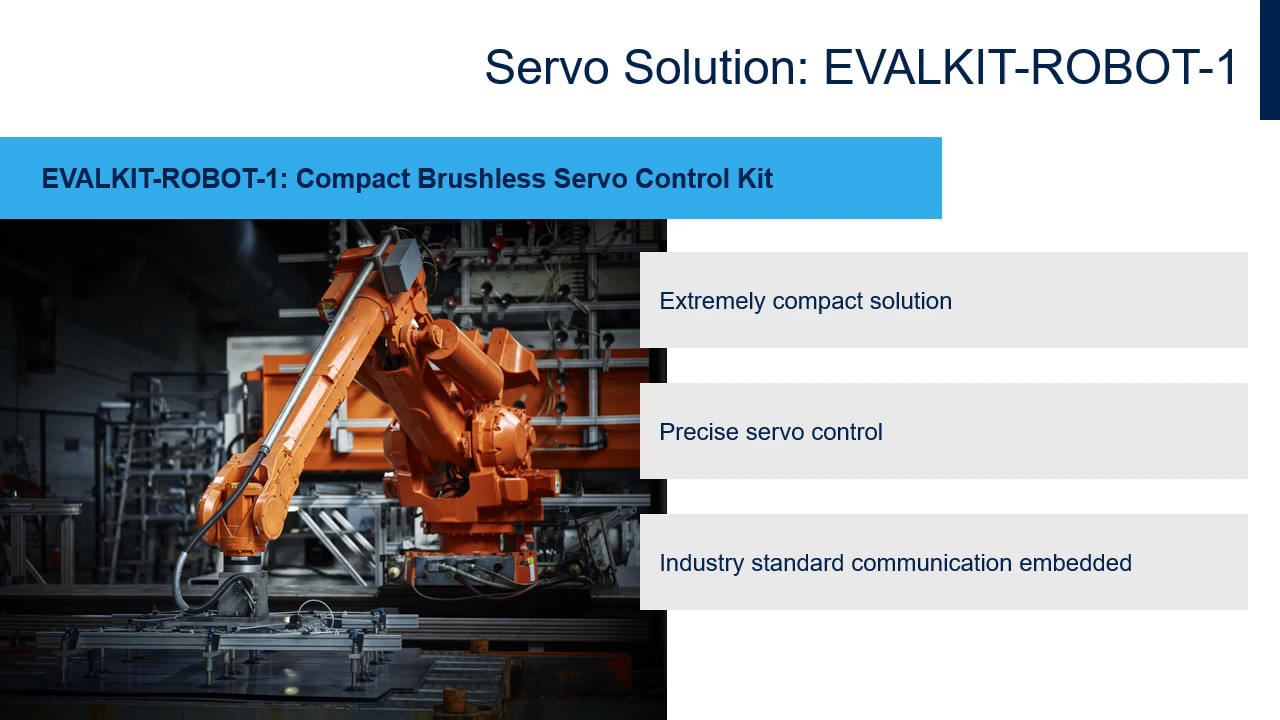 Servo Solution: EVALKIT-ROBOT-1
EVALKIT-ROBOT-1: Compact Brushless Servo Control Kit
Extremely compact solution
Precise servo control
Industry standard communication embedded